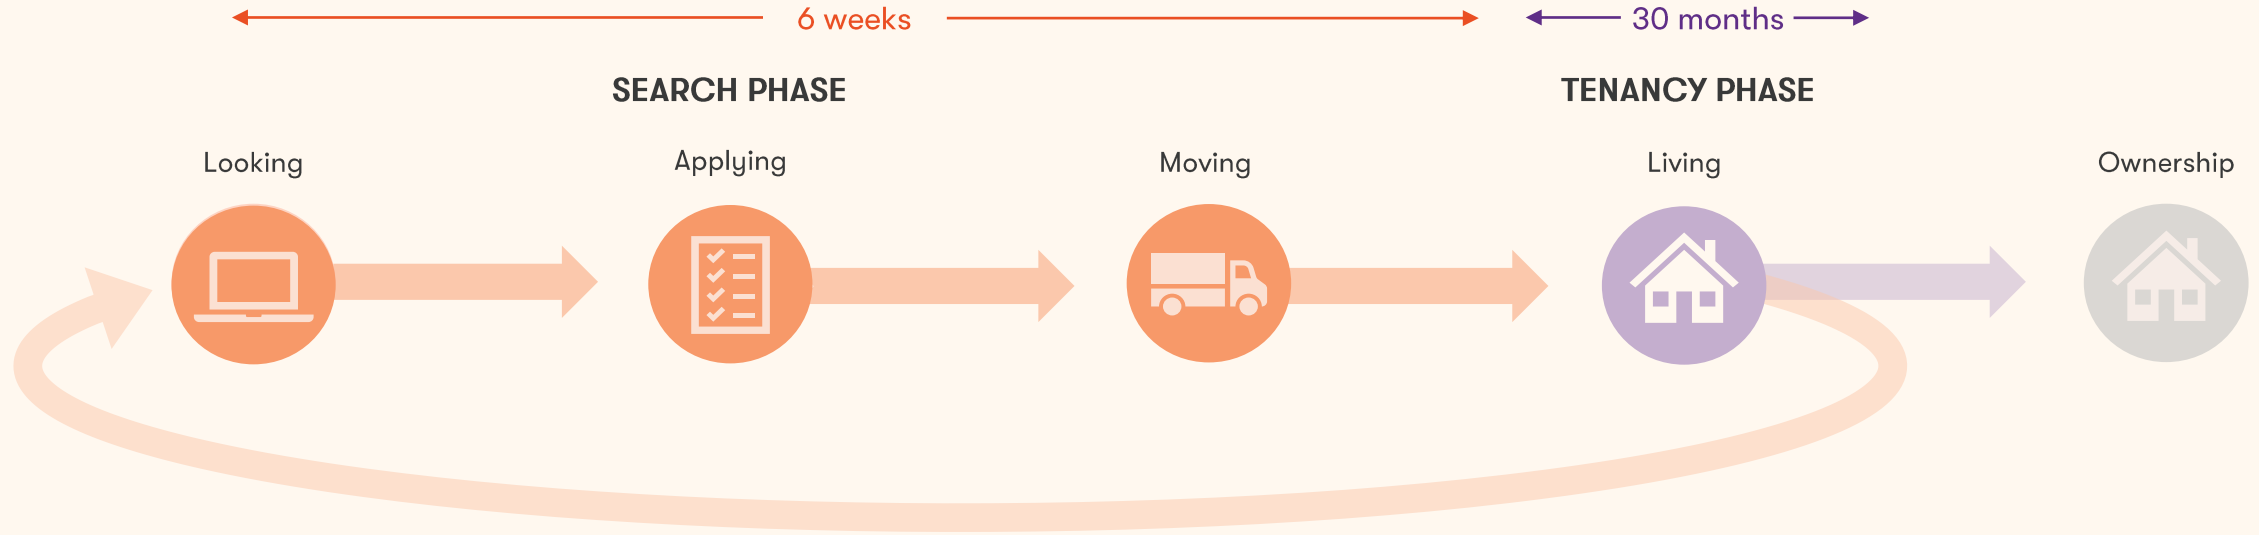 6 weeks
30 months
SEARCH PHASE
TENANCY PHASE
Looking
Applying
Moving
Living
Ownership